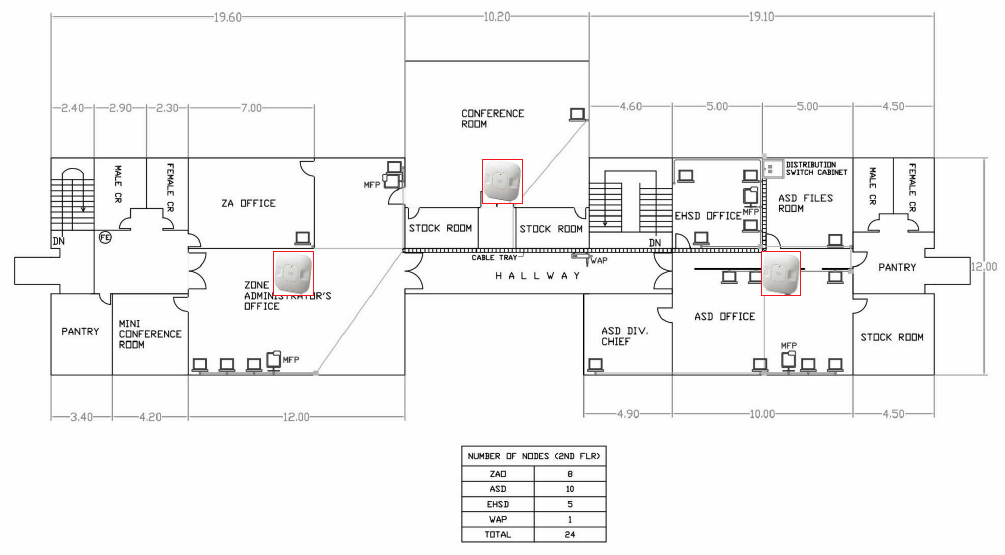 19.60
10.20
19.10
2.40
2.90
2.30
7.00
4.60
5.00
5.00
4.50
CONFERENCE
ROOM
MALE CR
FEMALE CR
ZA OFFICE
MFP
DISTRIBUTION
SWITCH CABINET
ASD FILES
ROOM
MALE CR
FEMALE CR
MFP
EHSD OFFICE
STOCK ROOM
STOCK ROOM
DN
FE
DN
CABLE TRAY
WAP
HALLWAY
PANTRY
12.00
ZONE
ADMINISTRATOR'S
OFFICE
PANTRY
MINI
CONFERENCE
ROOM
MFP
ASD DIV.
CHIEF
ASD OFFICE
MFP
STOCK ROOM
3.40
4.20
12.00
4.90
10.00
4.50
NUMBER OF NODES (2ND FLR)
ZAO 8
ASD 10
EHSD 5
WAP 1
TOTAL 24